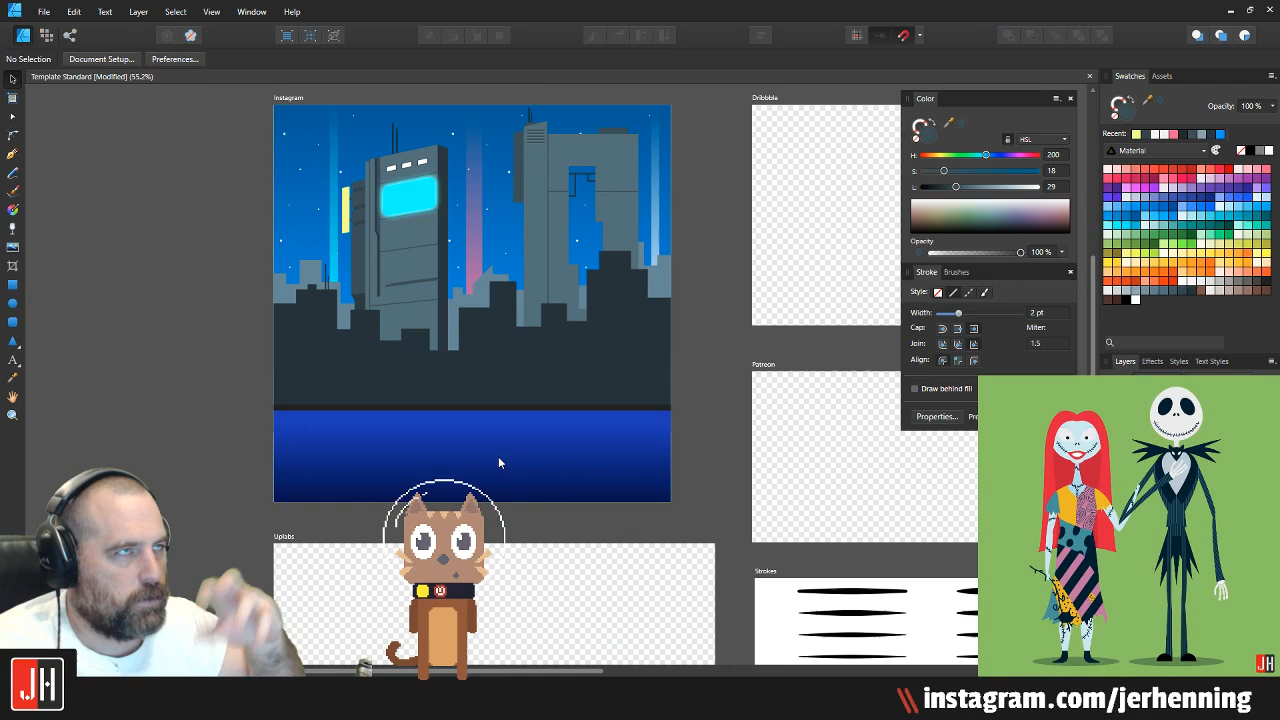 File Edit Text Layer Select View Window Help
No Selection Document Setup... Preferences...
Template Standard [Modified] (55.2%)
Swatches Assets
Opacity: 100 %
Recent:
Material
Instagram
Dribbble
Color
HSL
H: 200
S: 18
L: 29
Opacity
100 %
Stroke Brushes
Style:
Width: 2 pt
Cap: Miter:
Join: 1.5
Align:
Draw behind fill
Properties...
Layers Effects Styles Text Styles
Patreon
Uplabs
Strokes
JH
JH
\\ instagram.com/jerhenning